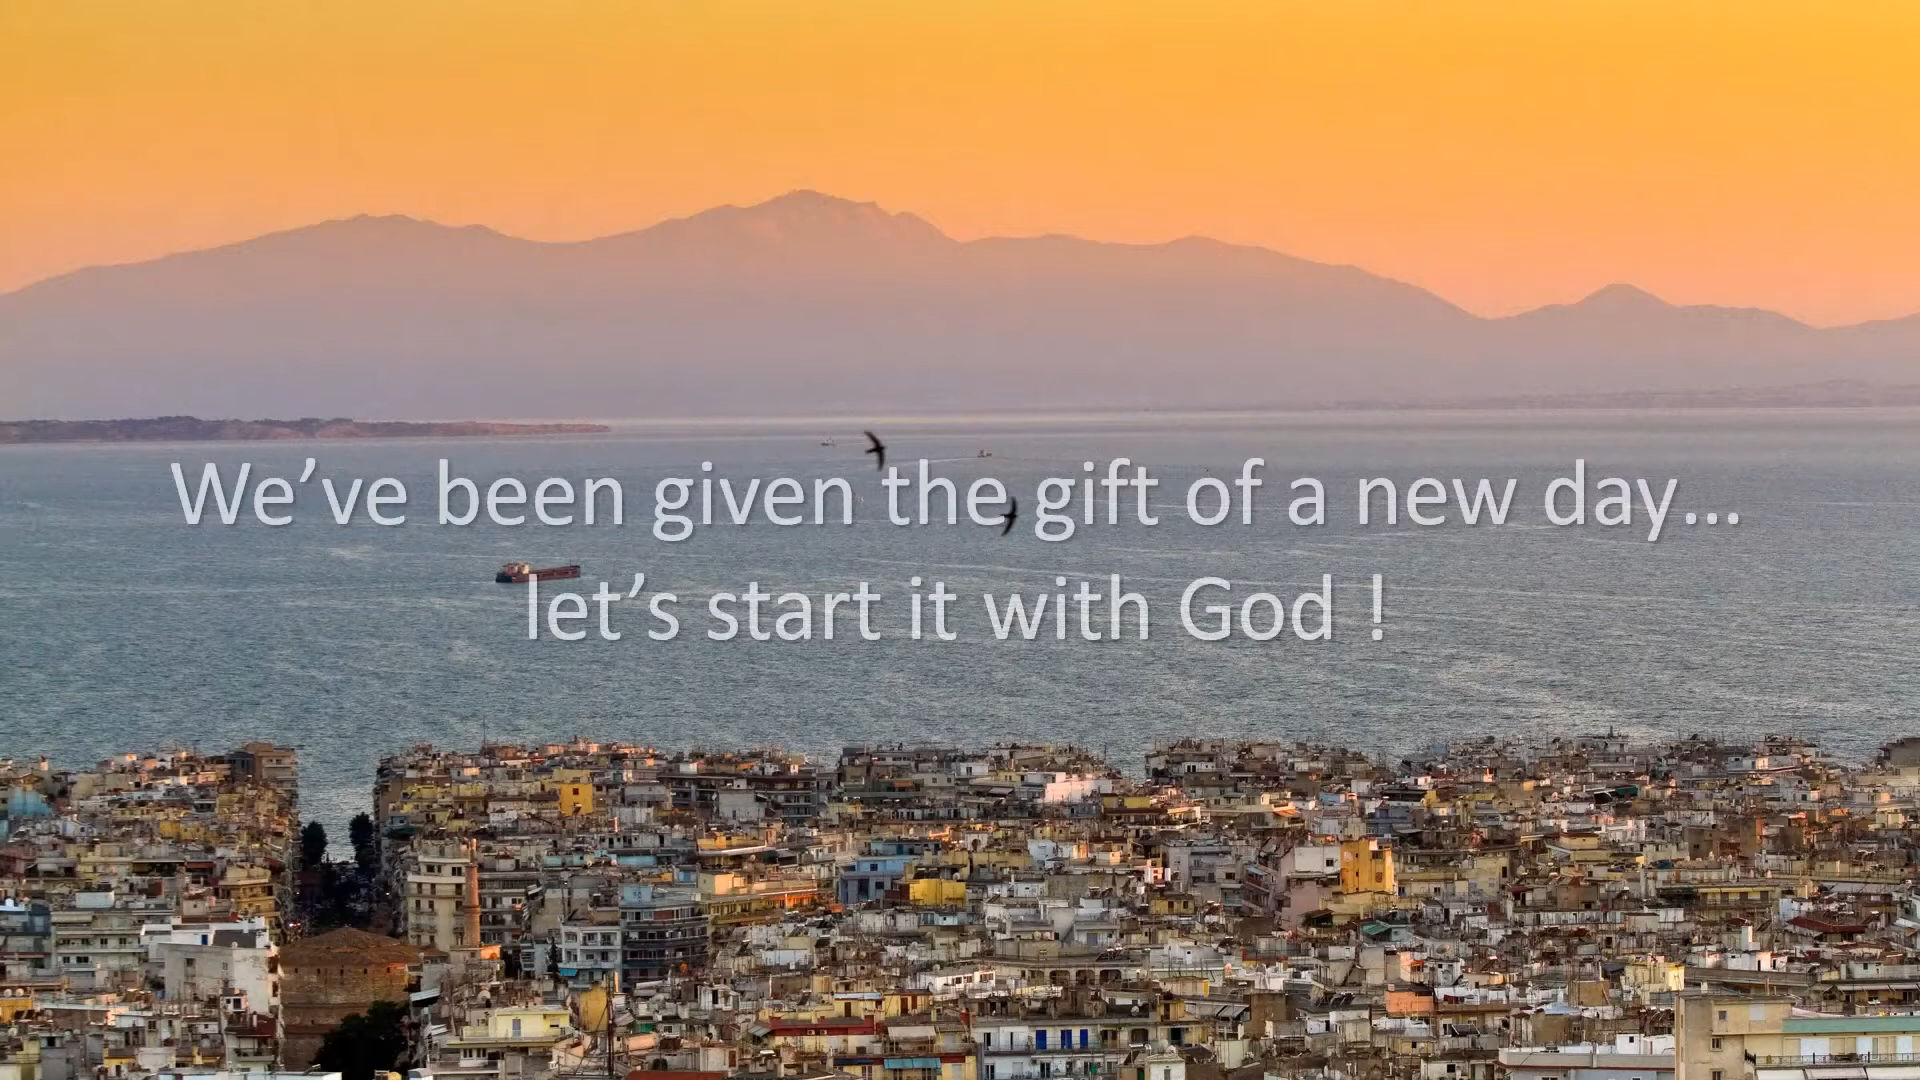 We’ve been given the gift of a new day...
let’s start it with God !